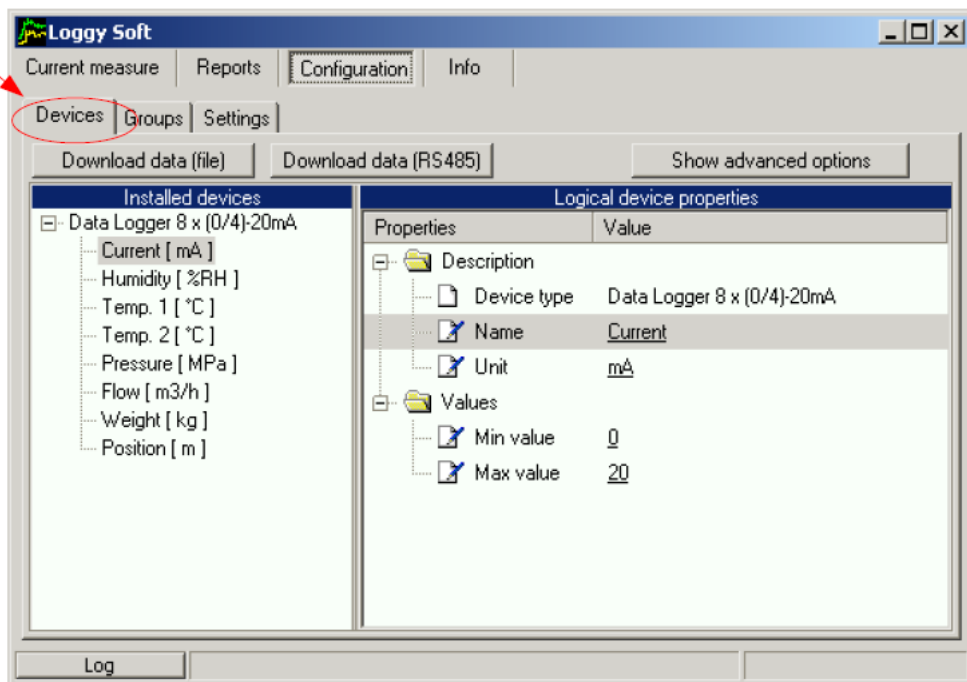 Loggy Soft
Current measure Reports Configuration Info
Devices Groups Settings
Download data (file) Download data (RS485) Show advanced options
Installed devices
Data Logger 8 x (0/4)-20mA
Current [ mA ]
Humidity [ %RH ]
Temp. 1 [ °C ]
Temp. 2 [ °C ]
Pressure [ MPa ]
Flow [ m3/h ]
Weight [ kg ]
Position [ m ]
Logical device properties
Properties Value
Description
Device type Data Logger 8 x (0/4)-20mA
Name Current
Unit mA
Values
Min value 0
Max value 20
Log